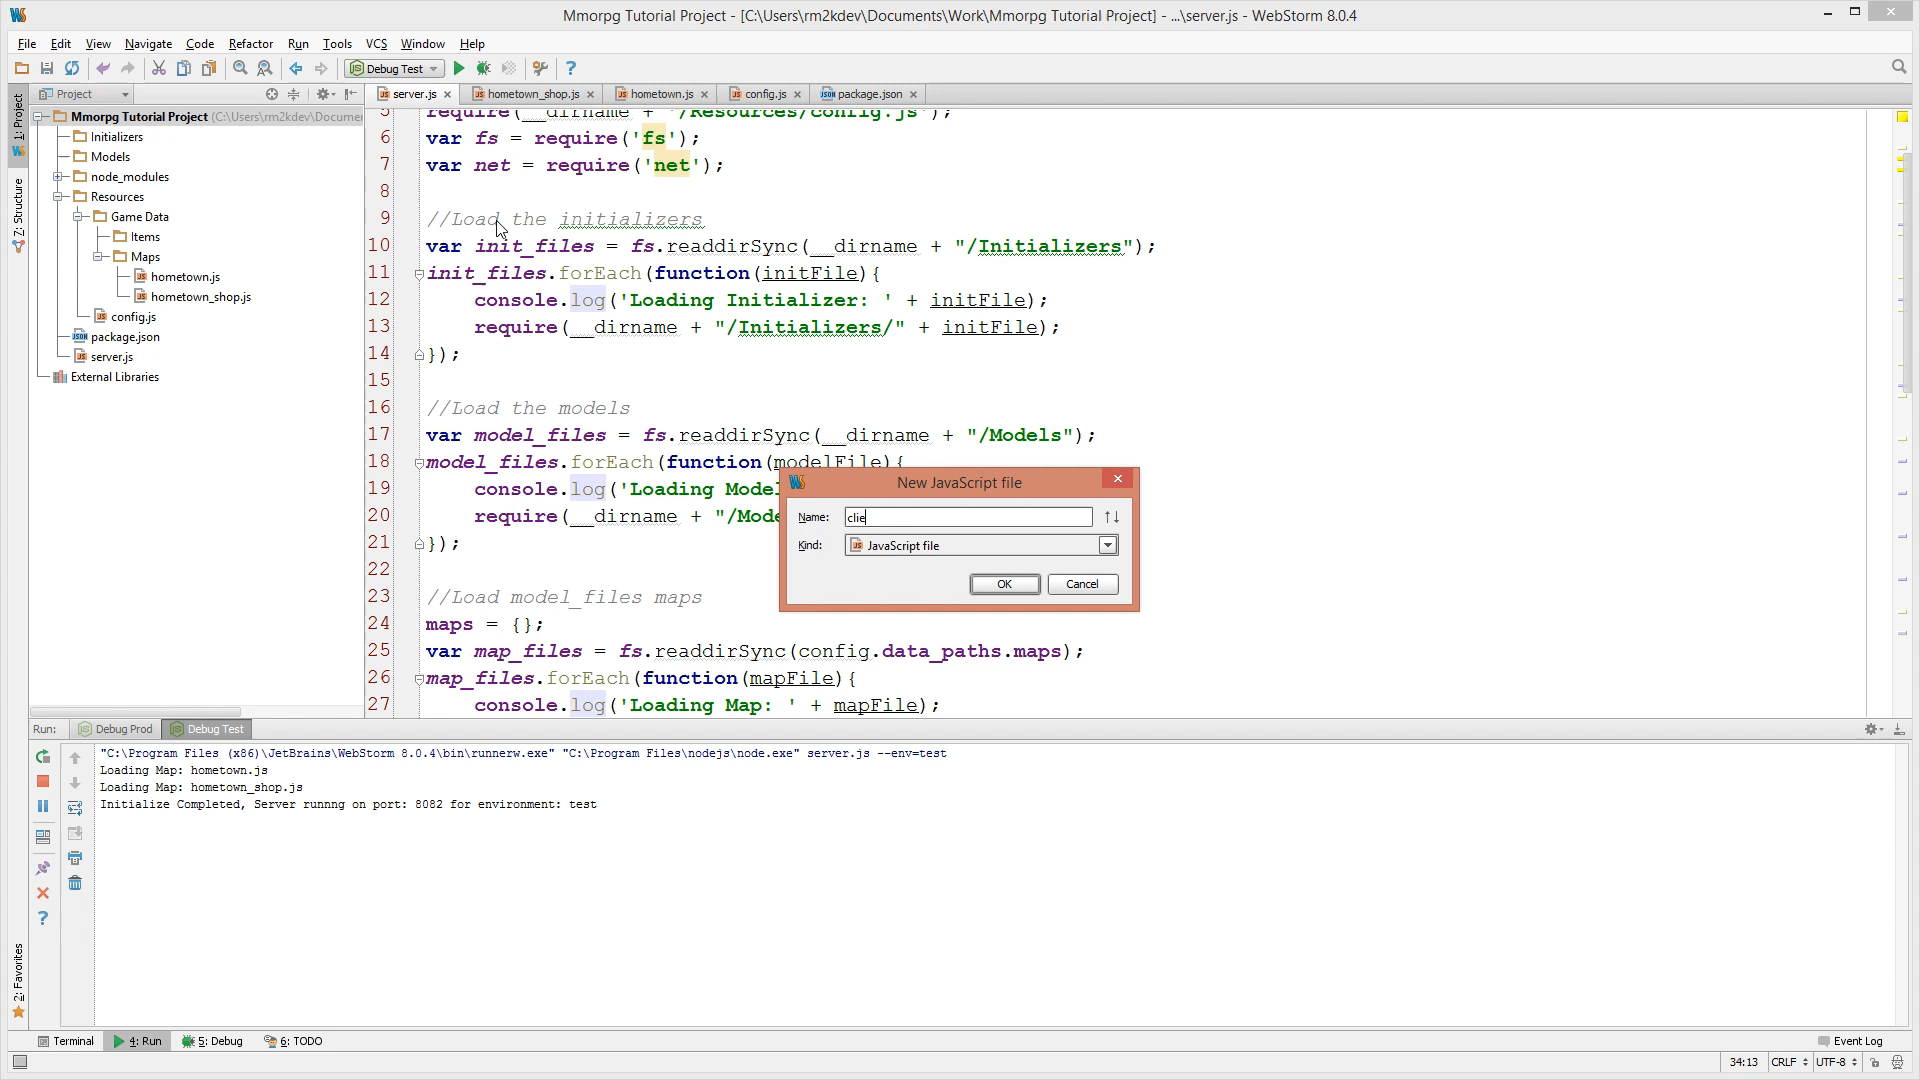 Mmorpg Tutorial Project - [C:\Users\rm2kdev\Documents\Work\Mmorpg Tutorial Project] - ...\server.js - WebStorm 8.0.4
File Edit View Navigate Code Refactor Run Tools VCS Window Help
Debug Test
Project
server.js hometown_shop.js hometown.js config.js package.json
1: Project
Z: Structure
2: Favorites
Mmorpg Tutorial Project (C:\Users\rm2kdev\Documen
Initializers
Models
node_modules
Resources
Game Data
Items
Maps
hometown.js
hometown_shop.js
config.js
package.json
server.js
External Libraries
5 require(__dirname + '/Resources/config.js');
6 var fs = require('fs');
7 var net = require('net');
8
9 //Load the initializers
10 var init_files = fs.readdirSync(__dirname + "/Initializers");
11 init_files.forEach(function(initFile){
12 console.log('Loading Initializer: ' + initFile);
13 require(__dirname + "/Initializers/" + initFile);
14 });
15
16 //Load the models
17 var model_files = fs.readdirSync(__dirname + "/Models");
18 model_files.forEach(function(modelFile){
19 console.log('Loading Model
20 require(__dirname + "/Mode
21 });
22
23 //Load model_files maps
24 maps = {};
25 var map_files = fs.readdirSync(config.data_paths.maps);
26 map_files.forEach(function(mapFile){
27 console.log('Loading Map: ' + mapFile);
New JavaScript file
Name: clie
Kind: JavaScript file
OK Cancel
Run: Debug Prod Debug Test
"C:\Program Files (x86)\JetBrains\WebStorm 8.0.4\bin\runnerw.exe" "C:\Program Files\nodejs\node.exe" server.js --env=test
Loading Map: hometown.js
Loading Map: hometown_shop.js
Initialize Completed, Server runnng on port: 8082 for environment: test
Terminal 4: Run 5: Debug 6: TODO Event Log
34:13 CRLF UTF-8